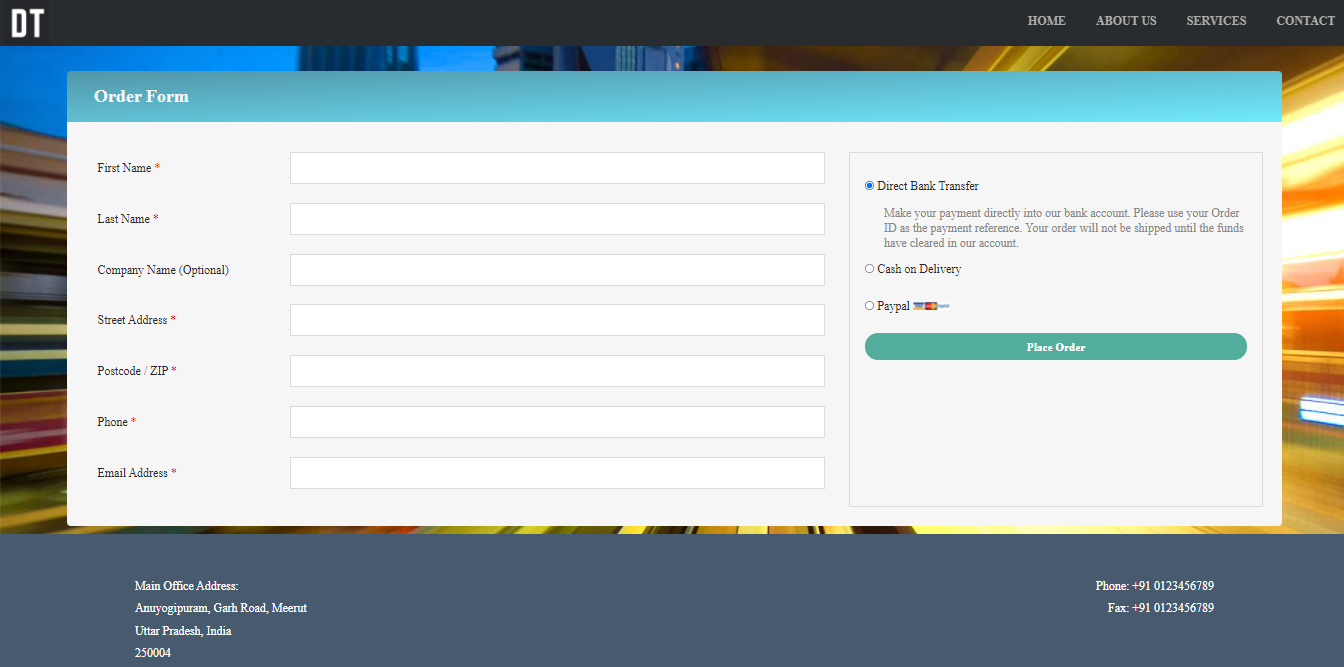 DT
HOME ABOUT US SERVICES CONTACT
Order Form
First Name *
Last Name *
Company Name (Optional)
Street Address *
Postcode / ZIP *
Phone *
Email Address *
Direct Bank Transfer
Make your payment directly into our bank account. Please use your Order
ID as the payment reference. Your order will not be shipped until the funds
have cleared in our account.
Cash on Delivery
Paypal
Place Order
Main Office Address:
Anuyogipuram, Garh Road, Meerut
Uttar Pradesh, India
250004
Phone: +91 0123456789
Fax: +91 0123456789